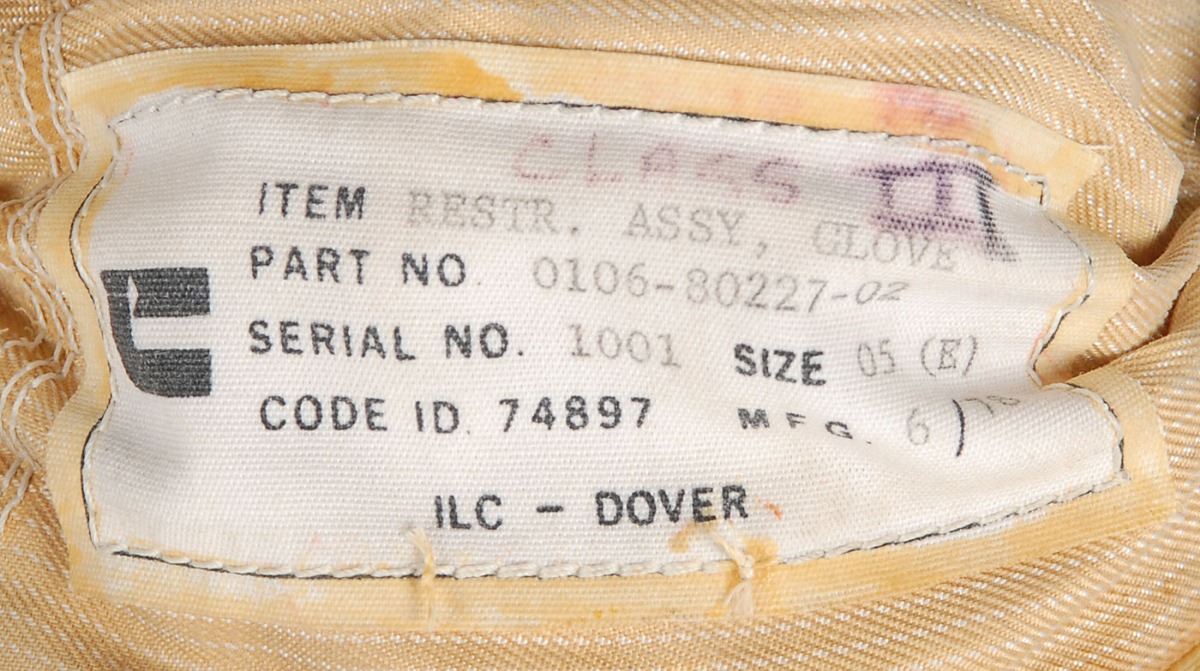 CLASS II
ITEM RESTR. ASSY, GLOVE
PART NO. 0106-80227-02
SERIAL NO. 1001 SIZE 05 (E)
CODE ID. 74897 MFG. 6/78
ILC - DOVER